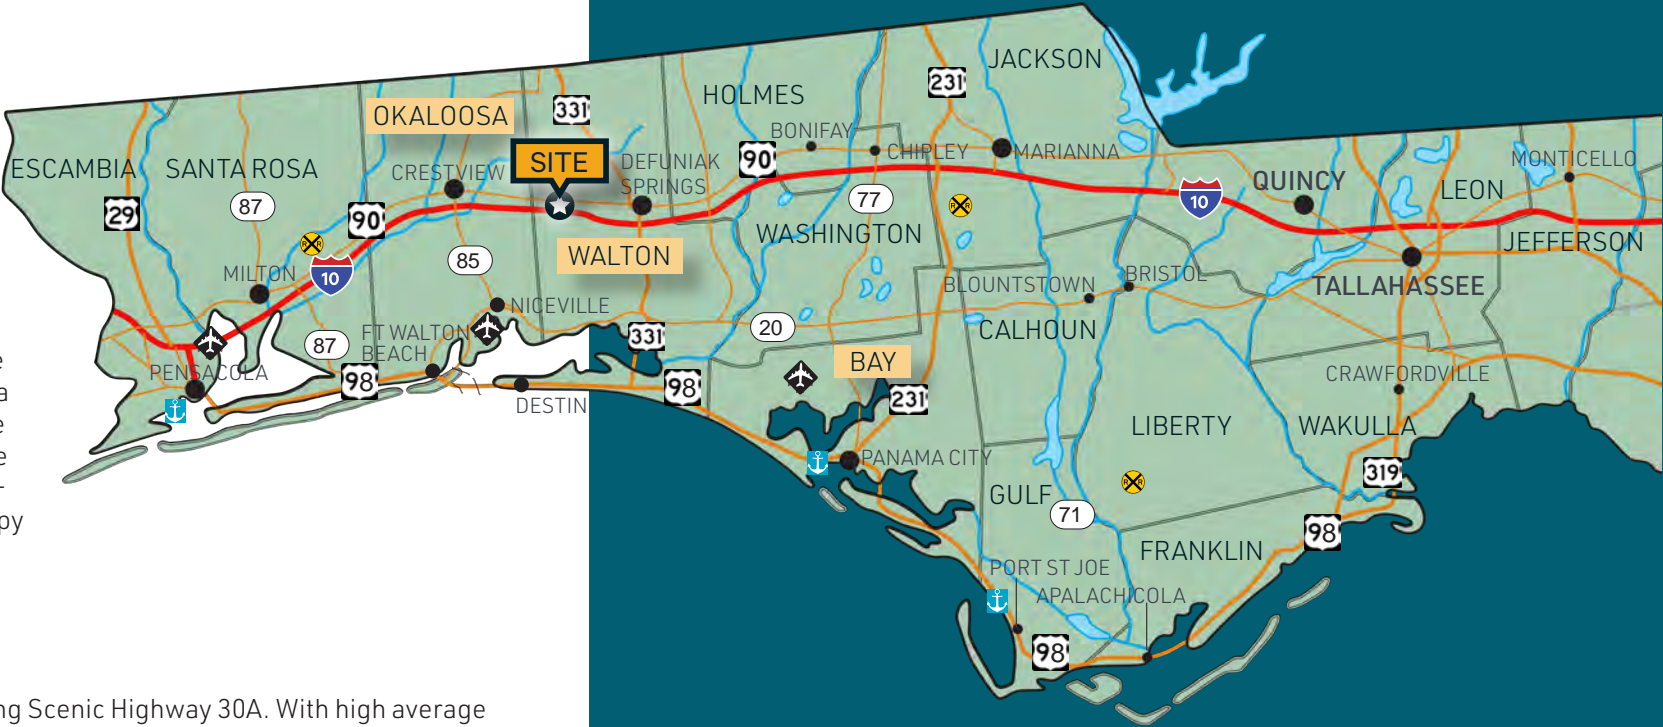 JACKSON
231
HOLMES
OKALOOSA
331
BONIFAY
CHIPLEY
MARIANNA
90
ESCAMBIA
SANTA ROSA
CRESTVIEW
SITE
DEFUNIAK
SPRINGS
MONTICELLO
QUINCY
LEON
29
87
90
77
10
WASHINGTON
WALTON
JEFFERSON
85
MILTON
10
BLOUNTSTOWN
BRISTOL
TALLAHASSEE
NICEVILLE
20
CALHOUN
FT WALTON
BEACH
87
331
BAY
PENSACOLA
98
98
231
CRAWFORDVILLE
DESTIN
LIBERTY
WAKULLA
PANAMA CITY
319
GULF
71
98
FRANKLIN
PORT ST JOE
APALACHICOLA
98
e
a
e
e
-
py
ng Scenic Highway 30A. With high average